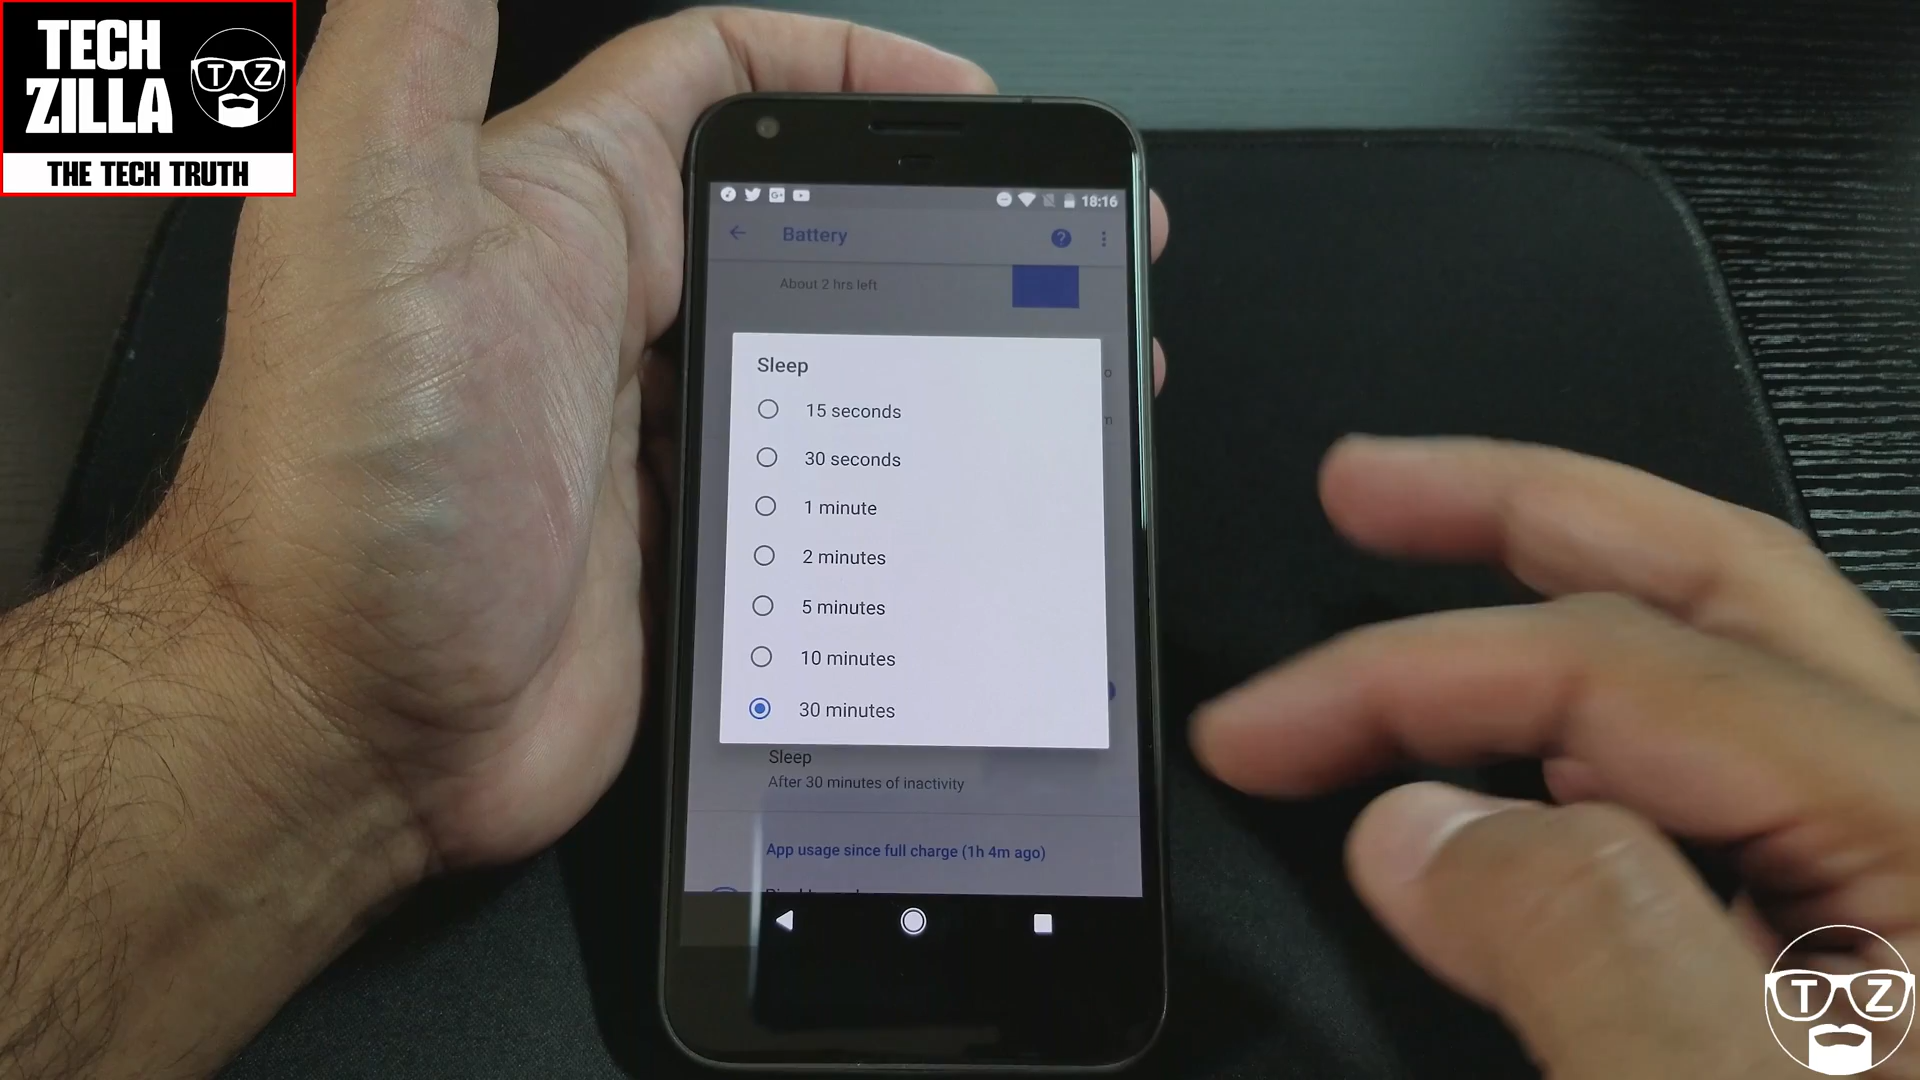 TECH
ZILLA
TZ
THE TECH TRUTH
18:16
Battery
?
About 2 hrs left
Sleep
15 seconds
30 seconds
1 minute
2 minutes
5 minutes
10 minutes
30 minutes
Sleep
After 30 minutes of inactivity
App usage since full charge (1h 4m ago)
TZ